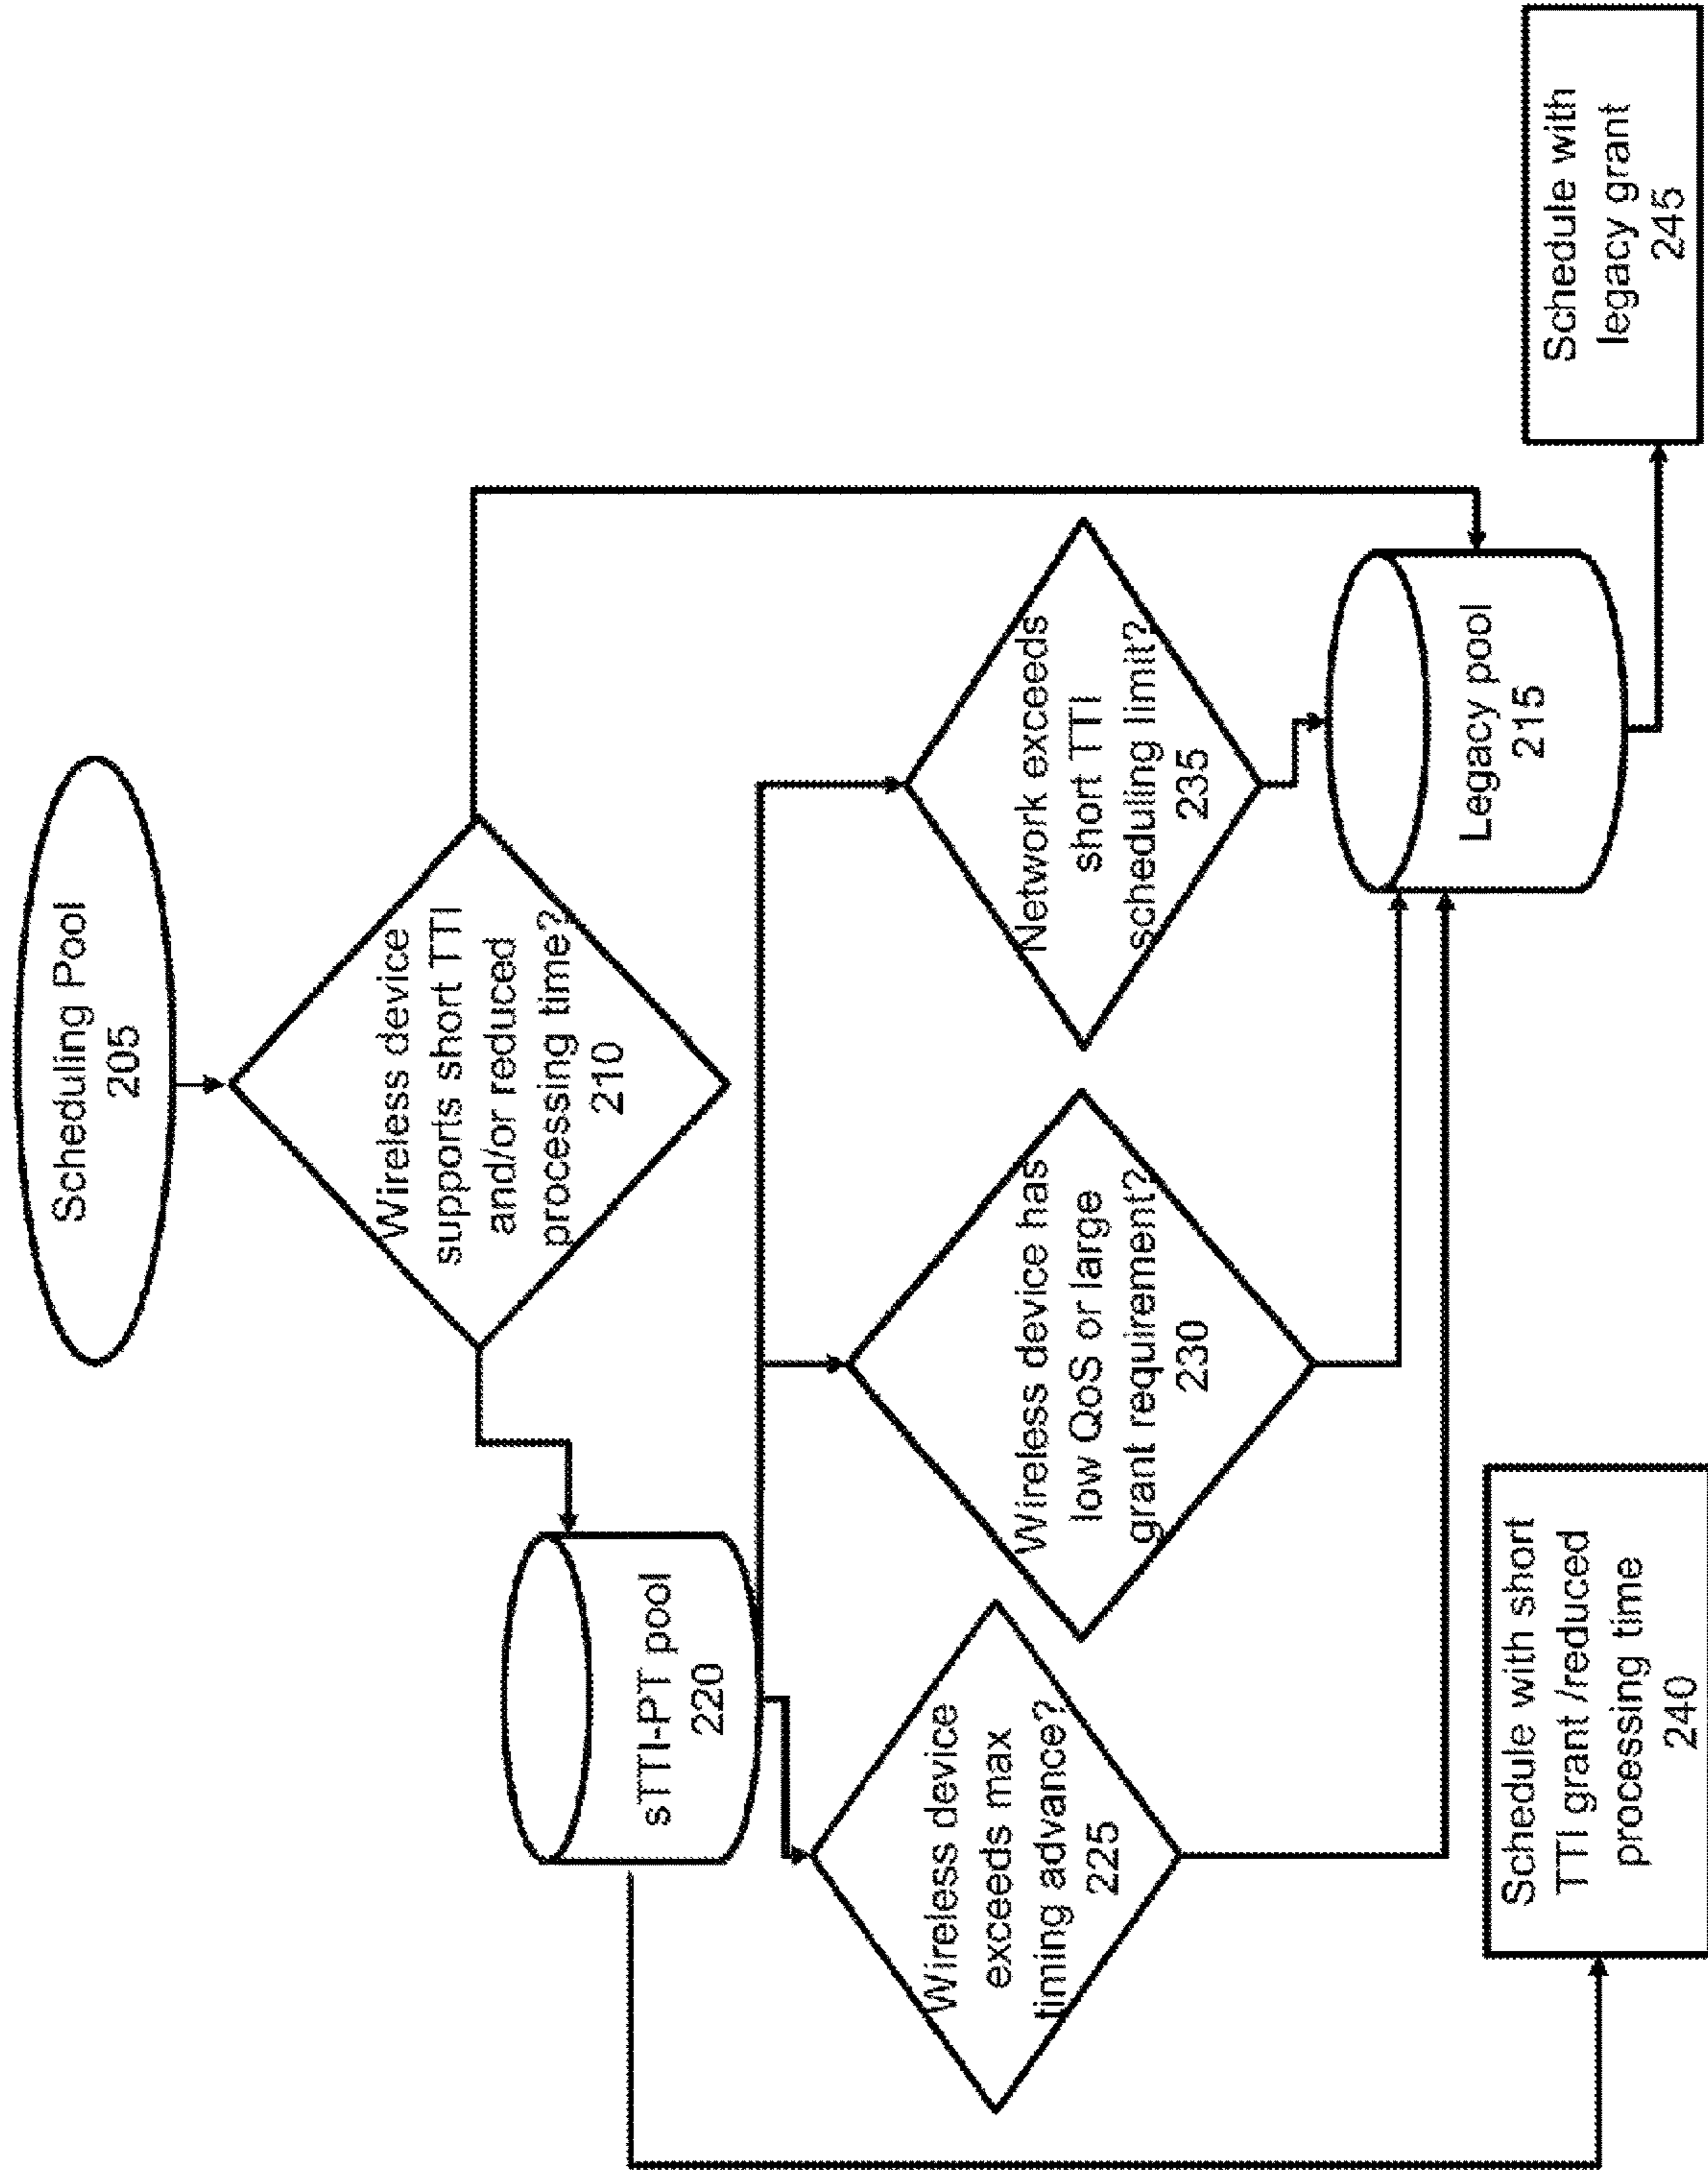 Scheduling Pool
205
Wireless device
supports short TTI
and/or reduced
processing time?
210
sTTI-PT pool
220
Wireless device
exceeds max
timing advance?
225
Wireless device has
low QoS or large
grant requirement?
230
Network exceeds
short TTI
scheduling limit?
235
Legacy pool
215
Schedule with short
TTI grant /reduced
processing time
240
Schedule with
legacy grant
245